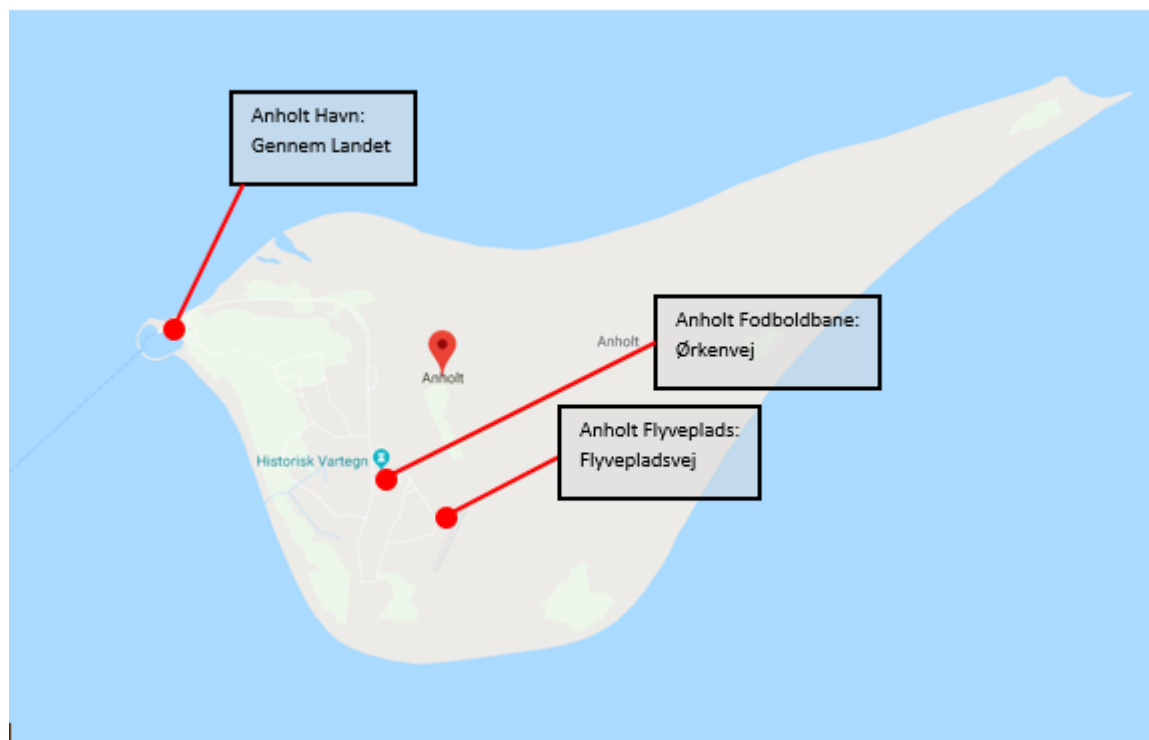 Anholt Havn:
Gennem Landet
Anholt Fodboldbane:
Ørkenvej
Anholt
Anholt
Anholt Flyveplads:
Flyvepladsvej
Historisk Vartegn